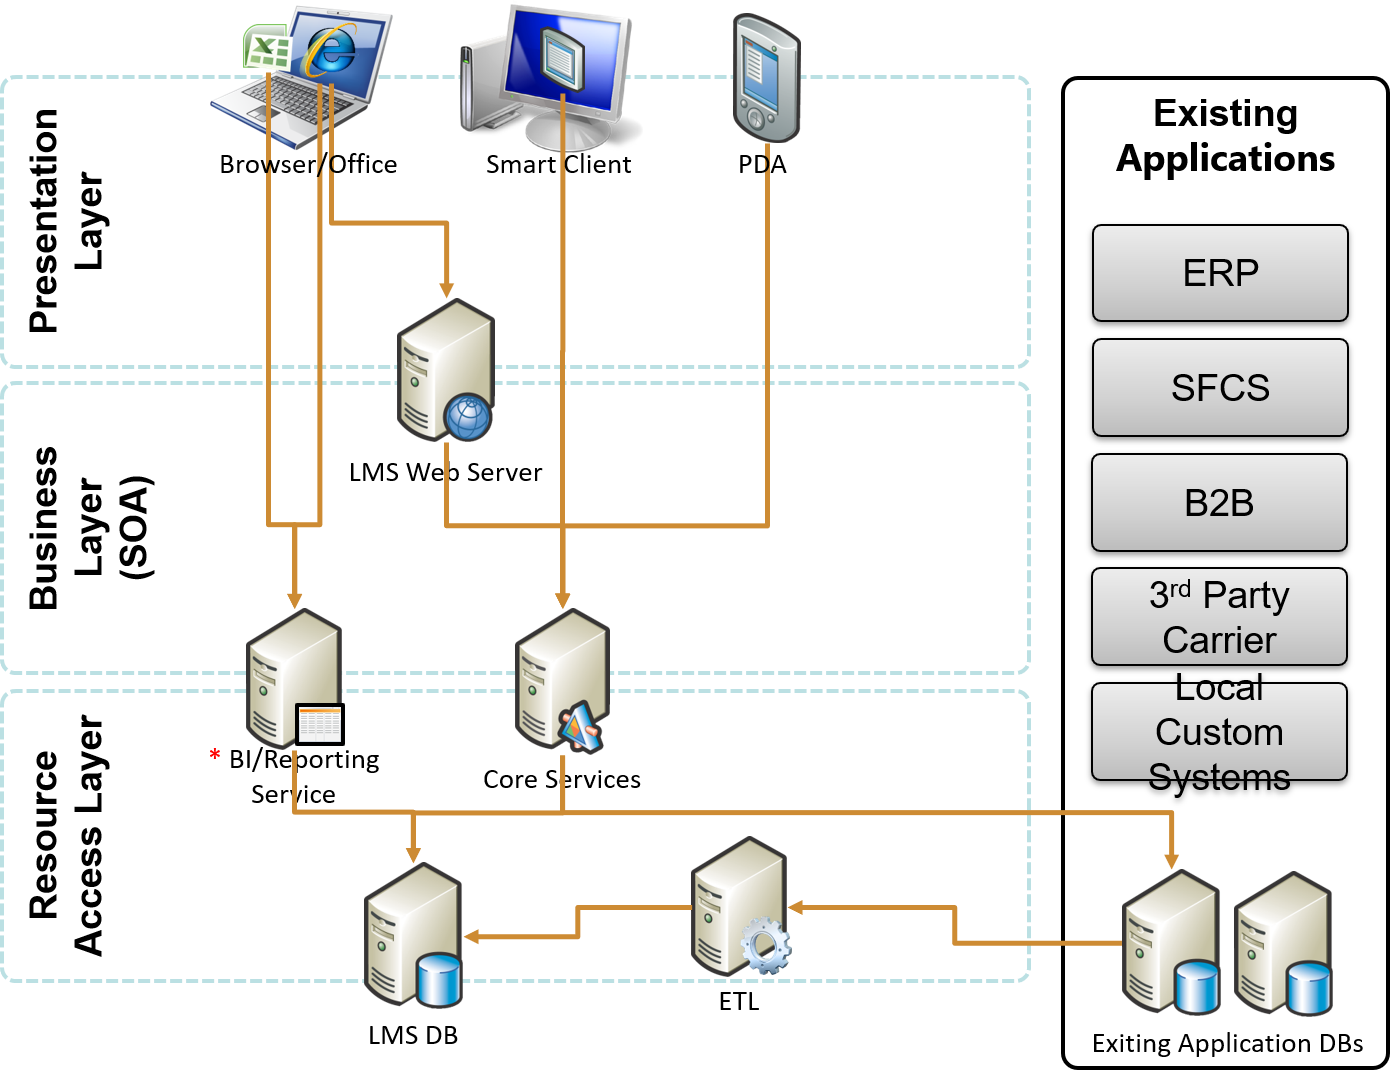 Browser/Office
Smart Client
PDA
Presentation
Layer
LMS Web Server
Business
Layer
(SOA)
* BI/Reporting
Service
Core Services
Resource
Access Layer
LMS DB
ETL
Existing
Applications
ERP
SFCS
B2B
3rd Party
Carrier
Local
Custom
Systems
Exiting Application DBs